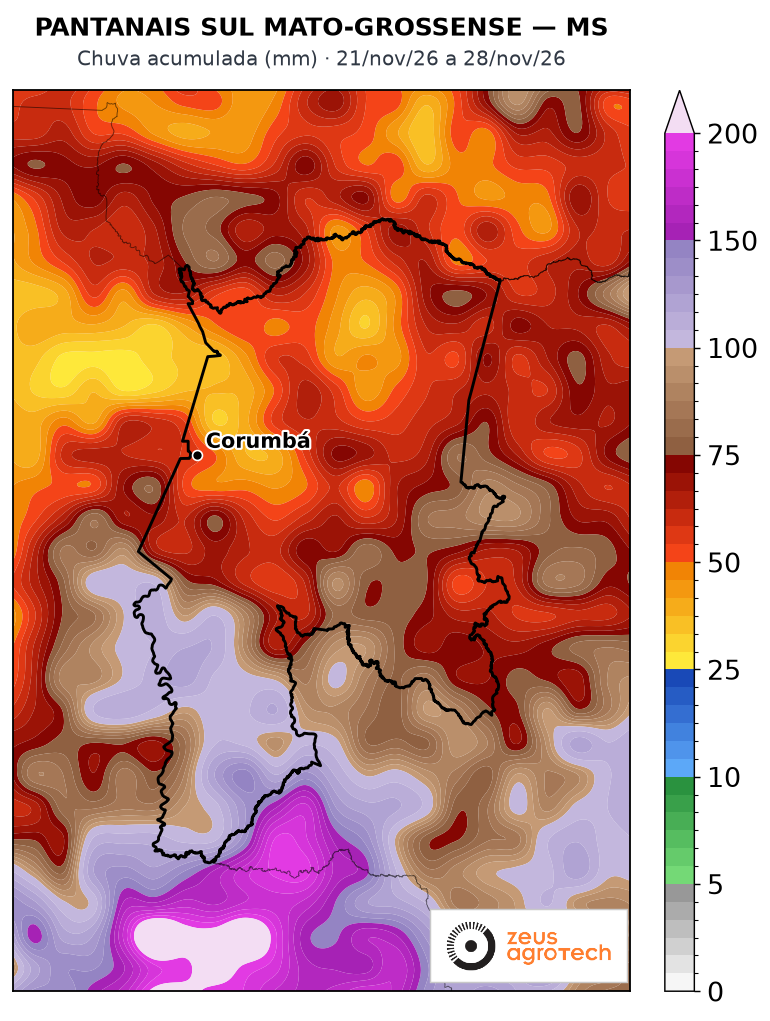 PANTANAIS SUL MATO-GROSSENSE — MS
Chuva acumulada (mm) · 21/nov/26 a 28/nov/26
Corumbá
200
150
100
75
50
25
10
5
0
zeus
agrotech